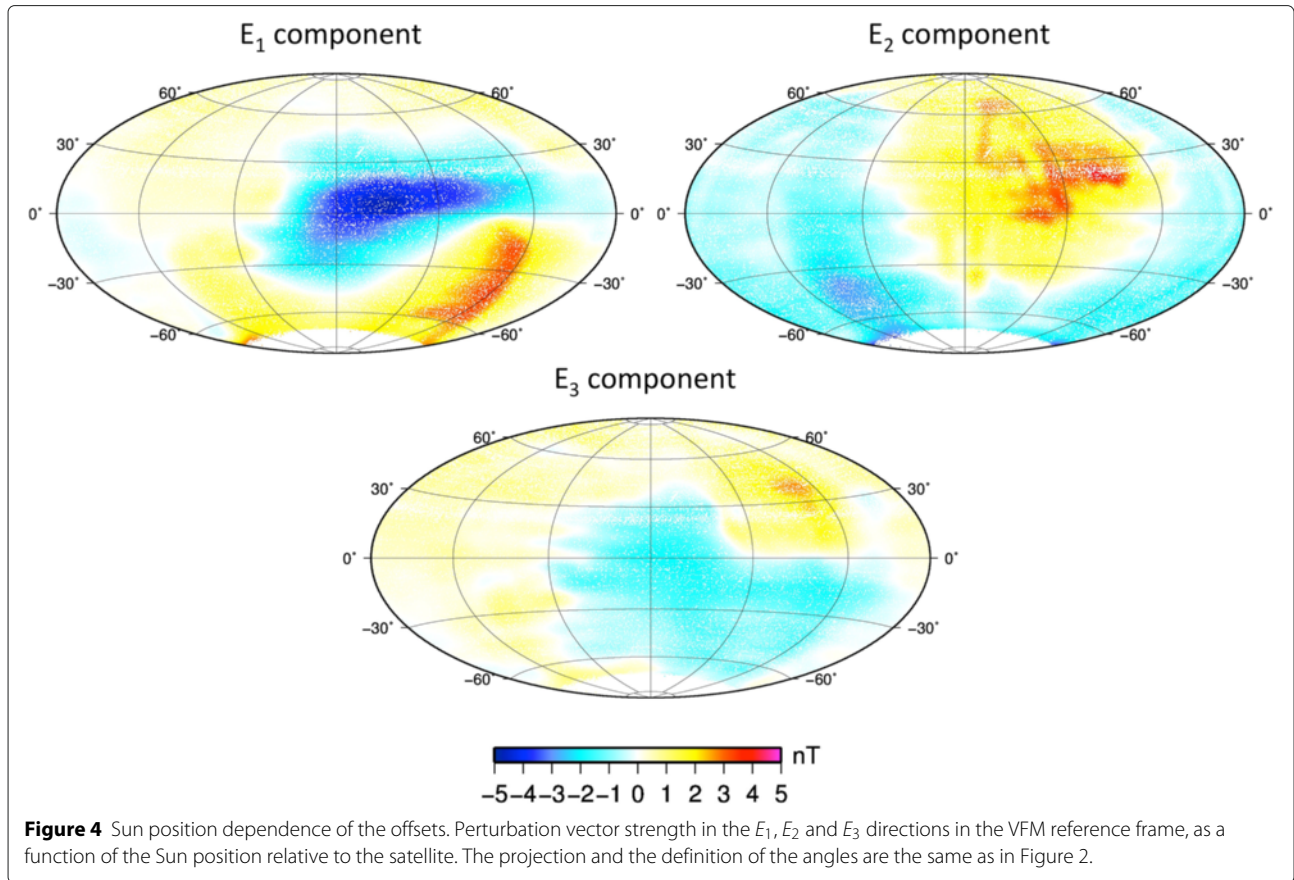 E1 component
E2 component
60° 60° 60° 60°
30° 30° 30° 30°
0° 0° 0° 0°
−30° −30° −30° −30°
−60° −60° −60° −60°
E3 component
60° 60°
30° 30°
0° 0°
−30° −30°
−60° −60°
nT
−5 −4 −3 −2 −1 0 1 2 3 4 5
Figure 4 Sun position dependence of the offsets. Perturbation vector strength in the E1, E2 and E3 directions in the VFM reference frame, as a
function of the Sun position relative to the satellite. The projection and the definition of the angles are the same as in Figure 2.